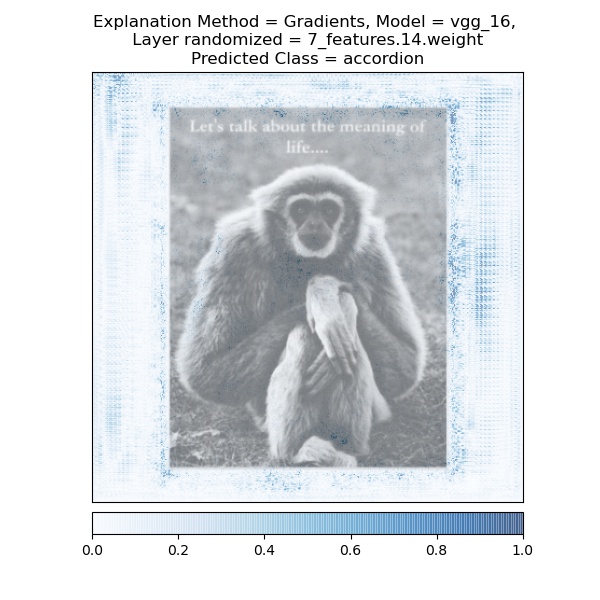 Explanation Method = Gradients, Model = vgg_16,
Layer randomized = 7_features.14.weight
Predicted Class = accordion
Let's talk about the meaning of
life....
0.0 0.2 0.4 0.6 0.8 1.0